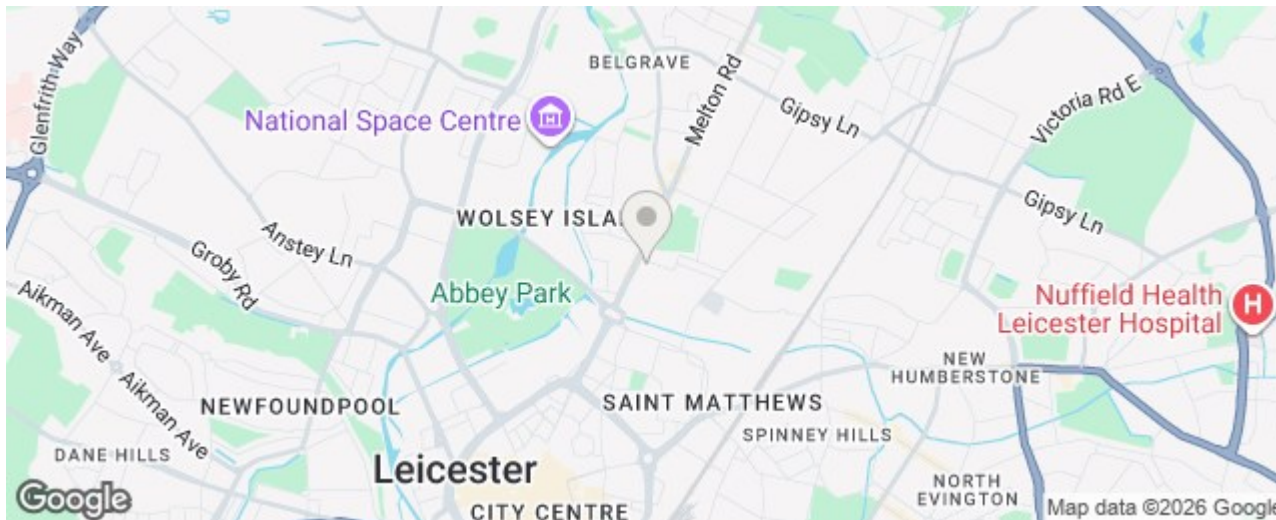 BELGRAVE
Melton Rd
Glenfrith Way
National Space Centre
Gipsy Ln
Victoria Rd E
WOLSEY ISLA
Gipsy Ln
Anstey Ln
Groby Rd
Abbey Park
Nuffield Health
Leicester Hospital
H
Aikman Ave
NEW
HUMBERSTONE
Aikman Ave
NEWFOUNDPOOL
SAINT MATTHEWS
SPINNEY HILLS
DANE HILLS
Leicester
NORTH
EVINGTON
CITY CENTRE
Google
Map data ©2026 Google